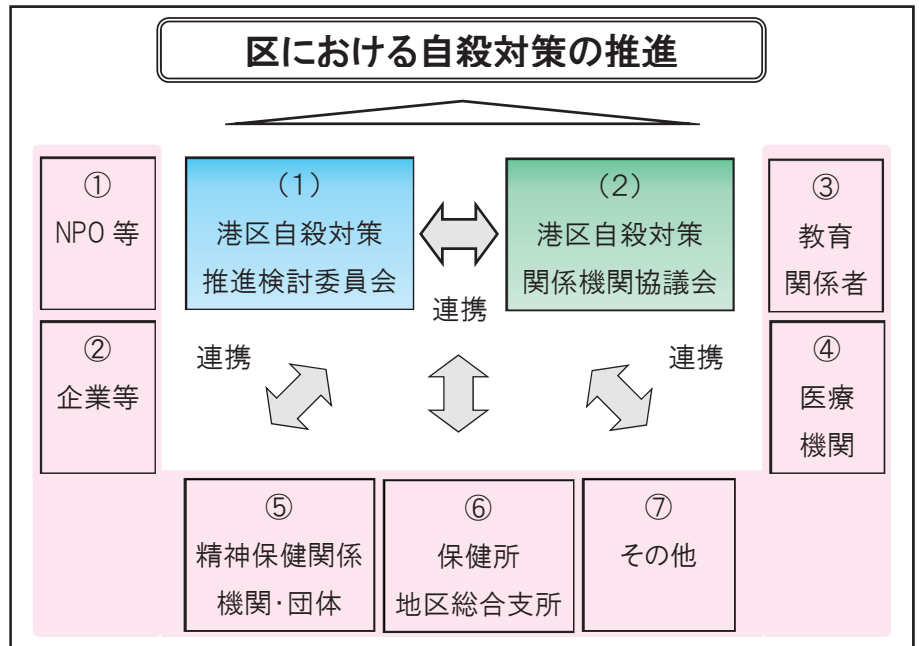 区における自殺対策の推進
①
NPO 等
②
企業等
(1)
港区自殺対策
推進検討委員会
連携
(2)
港区自殺対策
関係機関協議会
③
教育
関係者
④
医療
機関
連携
連携
⑤
精神保健関係
機関・団体
⑥
保健所
地区総合支所
⑦
その他